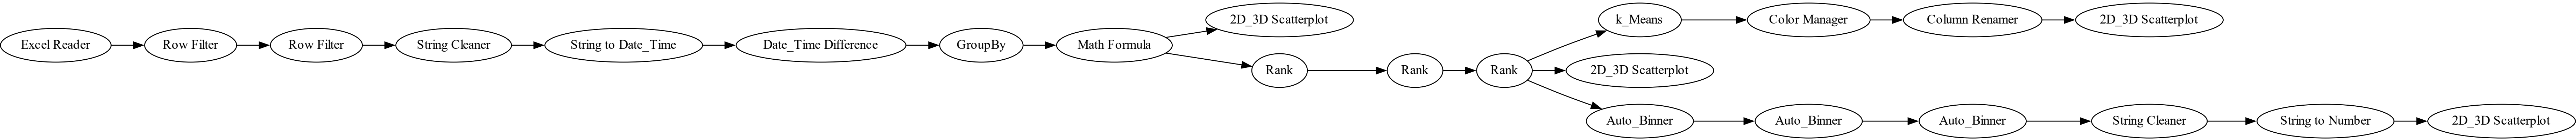 Excel Reader
Row Filter
Row Filter
String Cleaner
String to Date_Time
Date_Time Difference
GroupBy
Math Formula
2D_3D Scatterplot
Rank
Rank
Rank
k_Means
Color Manager
Column Renamer
2D_3D Scatterplot
2D_3D Scatterplot
Auto_Binner
Auto_Binner
Auto_Binner
String Cleaner
String to Number
2D_3D Scatterplot